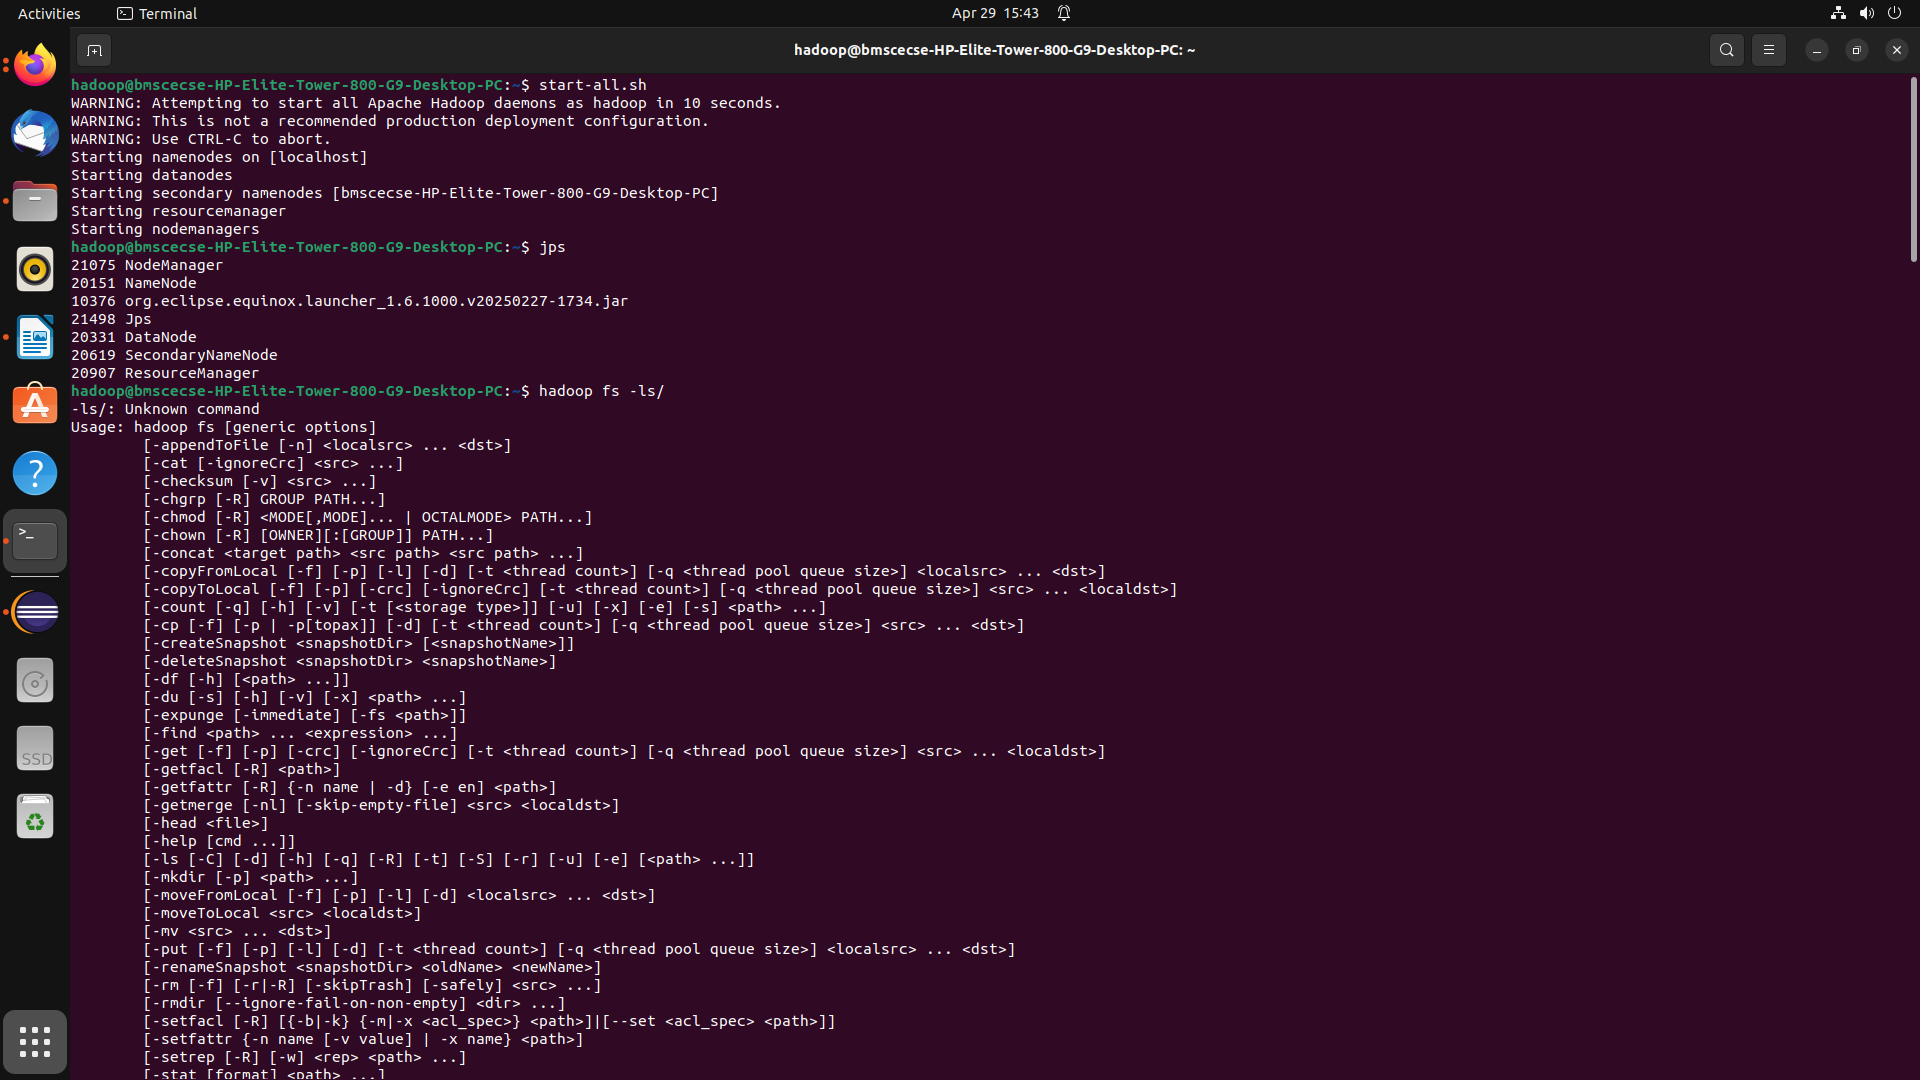 Activities
Terminal
Apr 29 15:43
hadoop@bmscecse-HP-Elite-Tower-800-G9-Desktop-PC: ~
hadoop@bmscecse-HP-Elite-Tower-800-G9-Desktop-PC:~$ start-all.sh
WARNING: Attempting to start all Apache Hadoop daemons as hadoop in 10 seconds.
WARNING: This is not a recommended production deployment configuration.
WARNING: Use CTRL-C to abort.
Starting namenodes on [localhost]
Starting datanodes
Starting secondary namenodes [bmscecse-HP-Elite-Tower-800-G9-Desktop-PC]
Starting resourcemanager
Starting nodemanagers
hadoop@bmscecse-HP-Elite-Tower-800-G9-Desktop-PC:~$ jps
21075 NodeManager
20151 NameNode
10376 org.eclipse.equinox.launcher_1.6.1000.v20250227-1734.jar
21498 Jps
20331 DataNode
20619 SecondaryNameNode
20907 ResourceManager
hadoop@bmscecse-HP-Elite-Tower-800-G9-Desktop-PC:~$ hadoop fs -ls/
-ls/: Unknown command
Usage: hadoop fs [generic options]
[-appendToFile [-n] <localsrc> ... <dst>]
[-cat [-ignoreCrc] <src> ...]
[-checksum [-v] <src> ...]
[-chgrp [-R] GROUP PATH...]
[-chmod [-R] <MODE[,MODE]... | OCTALMODE> PATH...]
[-chown [-R] [OWNER][:[GROUP]] PATH...]
[-concat <target path> <src path> <src path> ...]
[-copyFromLocal [-f] [-p] [-l] [-d] [-t <thread count>] [-q <thread pool queue size>] <localsrc> ... <dst>]
[-copyToLocal [-f] [-p] [-crc] [-ignoreCrc] [-t <thread count>] [-q <thread pool queue size>] <src> ... <localdst>]
[-count [-q] [-h] [-v] [-t [<storage type>]] [-u] [-x] [-e] [-s] <path> ...]
[-cp [-f] [-p | -p[topax]] [-d] [-t <thread count>] [-q <thread pool queue size>] <src> ... <dst>]
[-createSnapshot <snapshotDir> [<snapshotName>]]
[-deleteSnapshot <snapshotDir> <snapshotName>]
[-df [-h] [<path> ...]]
[-du [-s] [-h] [-v] [-x] <path> ...]
[-expunge [-immediate] [-fs <path>]]
[-find <path> ... <expression> ...]
[-get [-f] [-p] [-crc] [-ignoreCrc] [-t <thread count>] [-q <thread pool queue size>] <src> ... <localdst>]
[-getfacl [-R] <path>]
[-getfattr [-R] {-n name | -d} [-e en] <path>]
[-getmerge [-nl] [-skip-empty-file] <src> <localdst>]
[-head <file>]
[-help [cmd ...]]
[-ls [-C] [-d] [-h] [-q] [-R] [-t] [-S] [-r] [-u] [-e] [<path> ...]]
[-mkdir [-p] <path> ...]
[-moveFromLocal [-f] [-p] [-l] [-d] <localsrc> ... <dst>]
[-moveToLocal <src> <localdst>]
[-mv <src> ... <dst>]
[-put [-f] [-p] [-l] [-d] [-t <thread count>] [-q <thread pool queue size>] <localsrc> ... <dst>]
[-renameSnapshot <snapshotDir> <oldName> <newName>]
[-rm [-f] [-r|-R] [-skipTrash] [-safely] <src> ...]
[-rmdir [--ignore-fail-on-non-empty] <dir> ...]
[-setfacl [-R] [{-b|-k} {-m|-x <acl_spec>} <path>]|[--set <acl_spec> <path>]]
[-setfattr {-n name [-v value] | -x name} <path>]
[-setrep [-R] [-w] <rep> <path> ...]
[-stat [format] <path> ...]
SSD